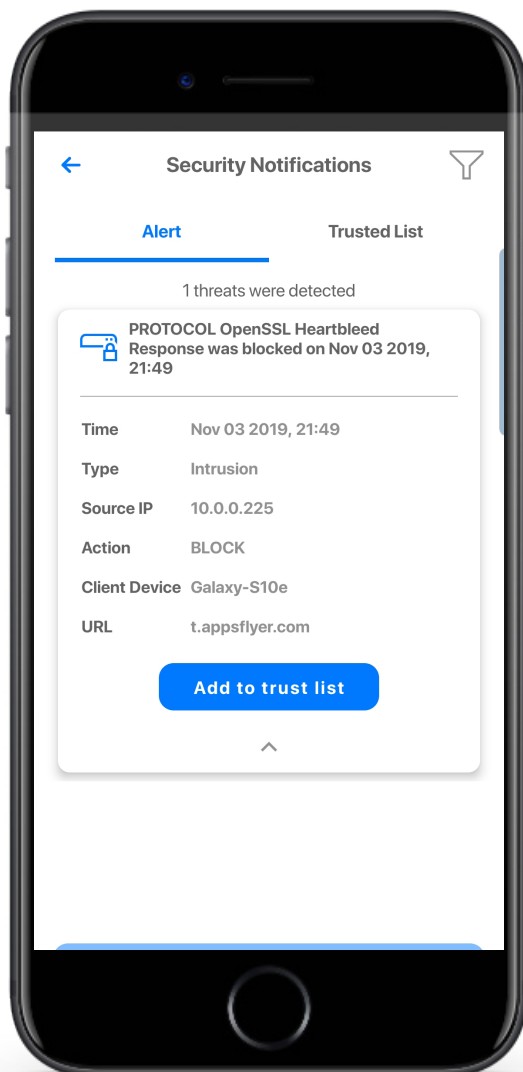 Security Notifications
Alert
Trusted List
1 threats were detected
PROTOCOL OpenSSL Heartbleed
Response was blocked on Nov 03 2019,
21:49
Time Nov 03 2019, 21:49
Type Intrusion
Source IP 10.0.0.225
Action BLOCK
Client Device Galaxy-S10e
URL t.appsflyer.com
Add to trust list